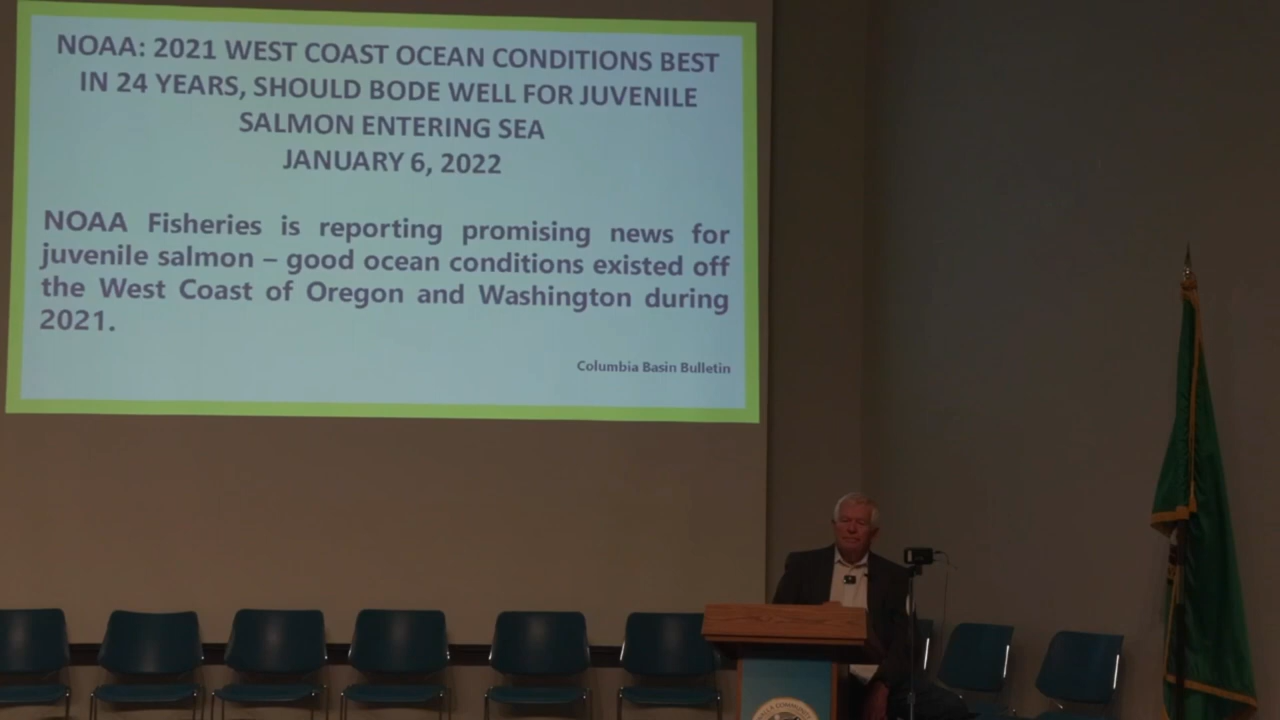 NOAA: 2021 WEST COAST OCEAN CONDITIONS BEST
IN 24 YEARS, SHOULD BODE WELL FOR JUVENILE
SALMON ENTERING SEA
JANUARY 6, 2022
NOAA Fisheries is reporting promising news for
juvenile salmon – good ocean conditions existed off
the West Coast of Oregon and Washington during
2021.
Columbia Basin Bulletin